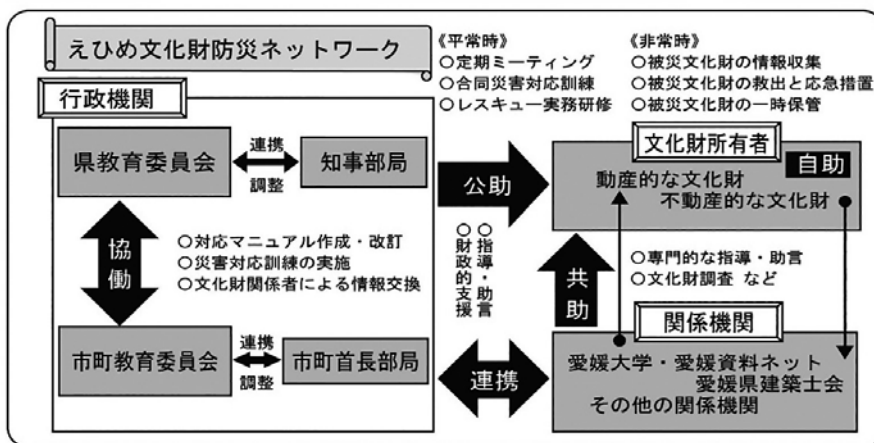 えひめ文化財防災ネットワーク
《平常時》
○定期ミーティング
○合同災害対応訓練
○レスキュー実務研修
《非常時》
○被災文化財の情報収集
○被災文化財の救出と応急措置
○被災文化財の一時保管
行政機関
県教育委員会
連携
調整
知事部局
協働
○対応マニュアル作成・改訂
○災害対応訓練の実施
○文化財関係者による情報交換
市町教育委員会
連携
調整
市町首長部局
公助
○指導・助言
○財政的支援
連携
文化財所有者
自助
動産的な文化財
不動産的な文化財
共助
○専門的な指導・助言
○文化財調査 など
関係機関
愛媛大学・愛媛資料ネット
愛媛県建築士会
その他の関係機関